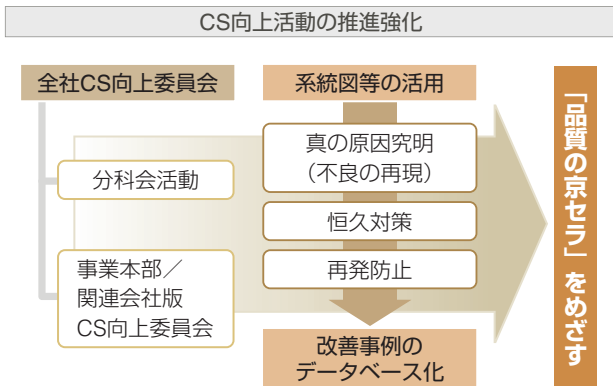 CS向上活動の推進強化
全社CS向上委員会
分科会活動
事業本部／
関連会社版
CS向上委員会
系統図等の活用
真の原因究明
（不良の再現）
恒久対策
再発防止
改善事例の
データベース化
「品質の京セラ」をめざす